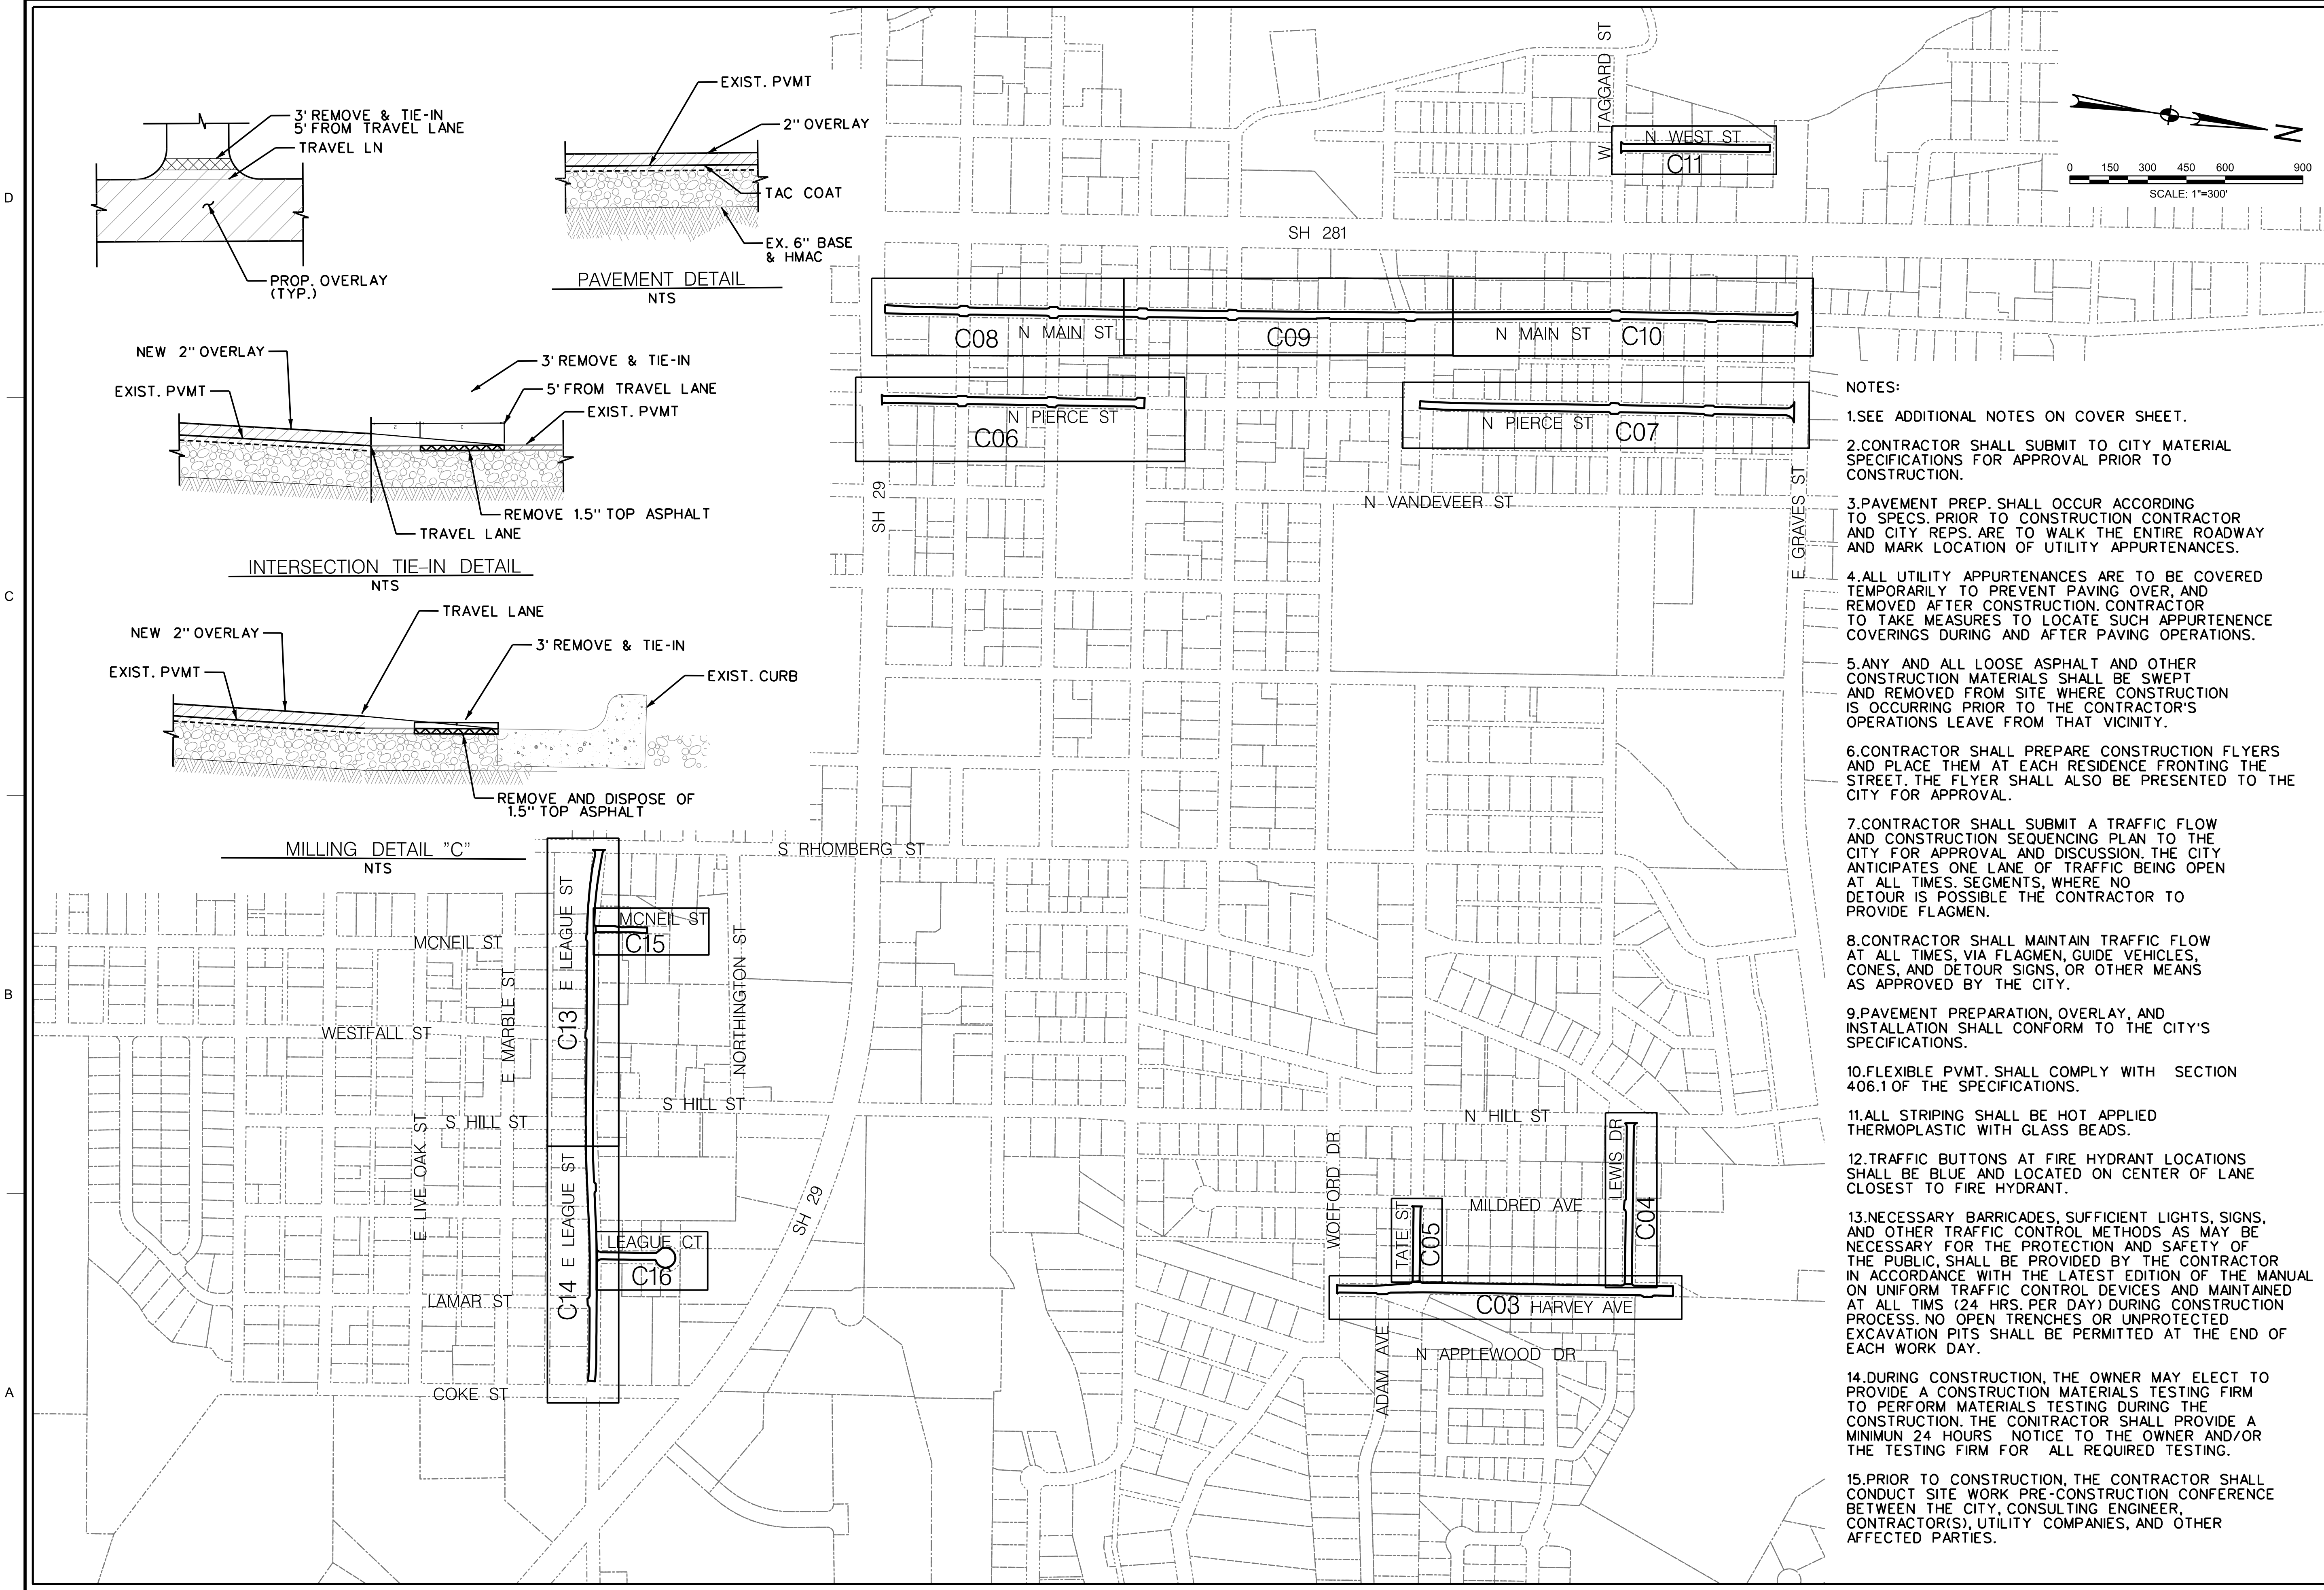 3' REMOVE & TIE-IN
5' FROM TRAVEL LANE
TRAVEL LN
PROP. OVERLAY
(TYP.)
EXIST. PVMT
2" OVERLAY
TAC COAT
EX. 6" BASE
& HMAC
PAVEMENT DETAIL
NTS
NEW 2" OVERLAY
EXIST. PVMT
3' REMOVE & TIE-IN
5' FROM TRAVEL LANE
EXIST. PVMT
2
3
REMOVE 1.5" TOP ASPHALT
TRAVEL LANE
INTERSECTION TIE-IN DETAIL
NTS
TRAVEL LANE
NEW 2" OVERLAY
3' REMOVE & TIE-IN
EXIST. PVMT
EXIST. CURB
REMOVE AND DISPOSE OF
1.5" TOP ASPHALT
MILLING DETAIL "C"
NTS
D
C
B
A
W. TAGGARD ST
N WEST ST
C11
SH 281
C08
N MAIN ST
C09
N MAIN ST
C10
N PIERCE ST
C06
N PIERCE ST
C07
SH 29
N VANDEVEER ST
E GRAVES ST
S RHOMBERG ST
E LEAGUE ST
MCNEIL ST
C15
MCNEIL ST
E MARBLE ST
C13
NORTHINGTON ST
WESTFALL ST
S HILL ST
S HILL ST
E LIVE OAK ST
E LEAGUE ST
C14
LEAGUE CT
C16
LAMAR ST
COKE ST
SH 29
N HILL ST
WOEFORD DR
LEWIS DR
C04
MILDRED AVE
TATE ST
C05
C03 HARVEY AVE
ADAM AVE
N APPLEWOOD DR
N
0 150 300 450 600 900
SCALE: 1"=300'
NOTES:
1.SEE ADDITIONAL NOTES ON COVER SHEET.
2.CONTRACTOR SHALL SUBMIT TO CITY MATERIAL
SPECIFICATIONS FOR APPROVAL PRIOR TO
CONSTRUCTION.
3.PAVEMENT PREP. SHALL OCCUR ACCORDING
TO SPECS. PRIOR TO CONSTRUCTION CONTRACTOR
AND CITY REPS. ARE TO WALK THE ENTIRE ROADWAY
AND MARK LOCATION OF UTILITY APPURTENANCES.
4.ALL UTILITY APPURTENANCES ARE TO BE COVERED
TEMPORARILY TO PREVENT PAVING OVER, AND
REMOVED AFTER CONSTRUCTION. CONTRACTOR
TO TAKE MEASURES TO LOCATE SUCH APPURTENENCE
COVERINGS DURING AND AFTER PAVING OPERATIONS.
5.ANY AND ALL LOOSE ASPHALT AND OTHER
CONSTRUCTION MATERIALS SHALL BE SWEPT
AND REMOVED FROM SITE WHERE CONSTRUCTION
IS OCCURRING PRIOR TO THE CONTRACTOR'S
OPERATIONS LEAVE FROM THAT VICINITY.
6.CONTRACTOR SHALL PREPARE CONSTRUCTION FLYERS
AND PLACE THEM AT EACH RESIDENCE FRONTING THE
STREET. THE FLYER SHALL ALSO BE PRESENTED TO THE
CITY FOR APPROVAL.
7.CONTRACTOR SHALL SUBMIT A TRAFFIC FLOW
AND CONSTRUCTION SEQUENCING PLAN TO THE
CITY FOR APPROVAL AND DISCUSSION. THE CITY
ANTICIPATES ONE LANE OF TRAFFIC BEING OPEN
AT ALL TIMES. SEGMENTS, WHERE NO
DETOUR IS POSSIBLE THE CONTRACTOR TO
PROVIDE FLAGMEN.
8.CONTRACTOR SHALL MAINTAIN TRAFFIC FLOW
AT ALL TIMES, VIA FLAGMEN, GUIDE VEHICLES,
CONES, AND DETOUR SIGNS, OR OTHER MEANS
AS APPROVED BY THE CITY.
9.PAVEMENT PREPARATION, OVERLAY, AND
INSTALLATION SHALL CONFORM TO THE CITY'S
SPECIFICATIONS.
10.FLEXIBLE PVMT. SHALL COMPLY WITH SECTION
406.1 OF THE SPECIFICATIONS.
11.ALL STRIPING SHALL BE HOT APPLIED
THERMOPLASTIC WITH GLASS BEADS.
12.TRAFFIC BUTTONS AT FIRE HYDRANT LOCATIONS
SHALL BE BLUE AND LOCATED ON CENTER OF LANE
CLOSEST TO FIRE HYDRANT.
13.NECESSARY BARRICADES, SUFFICIENT LIGHTS, SIGNS,
AND OTHER TRAFFIC CONTROL METHODS AS MAY BE
NECESSARY FOR THE PROTECTION AND SAFETY OF
THE PUBLIC, SHALL BE PROVIDED BY THE CONTRACTOR
IN ACCORDANCE WITH THE LATEST EDITION OF THE MANUAL
ON UNIFORM TRAFFIC CONTROL DEVICES AND MAINTAINED
AT ALL TIMS (24 HRS. PER DAY) DURING CONSTRUCTION
PROCESS. NO OPEN TRENCHES OR UNPROTECTED
EXCAVATION PITS SHALL BE PERMITTED AT THE END OF
EACH WORK DAY.
14.DURING CONSTRUCTION, THE OWNER MAY ELECT TO
PROVIDE A CONSTRUCTION MATERIALS TESTING FIRM
TO PERFORM MATERIALS TESTING DURING THE
CONSTRUCTION. THE CONITRACTOR SHALL PROVIDE A
MINIMUN 24 HOURS NOTICE TO THE OWNER AND/OR
THE TESTING FIRM FOR ALL REQUIRED TESTING.
15.PRIOR TO CONSTRUCTION, THE CONTRACTOR SHALL
CONDUCT SITE WORK PRE-CONSTRUCTION CONFERENCE
BETWEEN THE CITY, CONSULTING ENGINEER,
CONTRACTOR(S), UTILITY COMPANIES, AND OTHER
AFFECTED PARTIES.